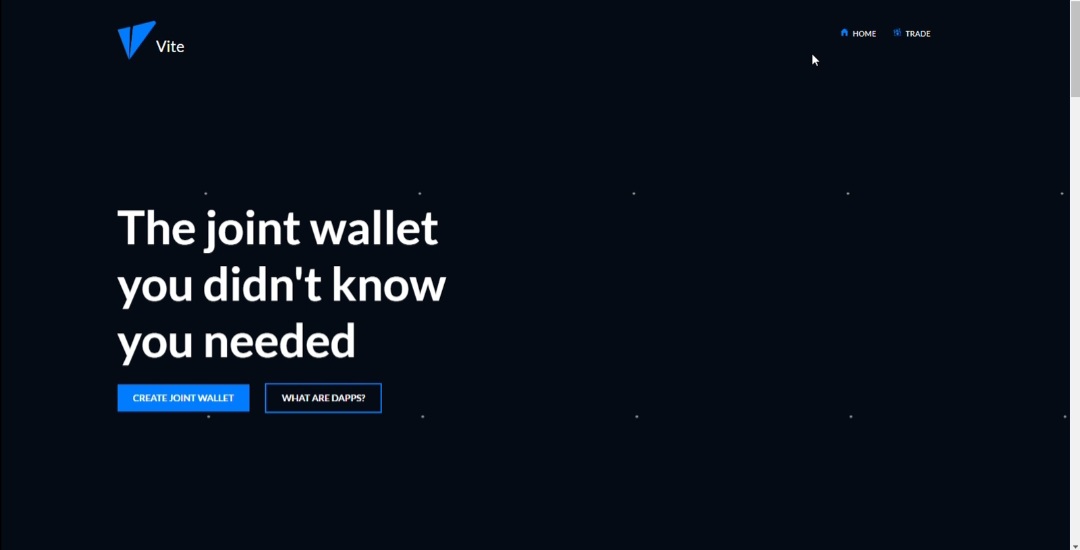 Vite
HOME
TRADE
The joint wallet
you didn't know
you needed
CREATE JOINT WALLET
WHAT ARE DAPPS?